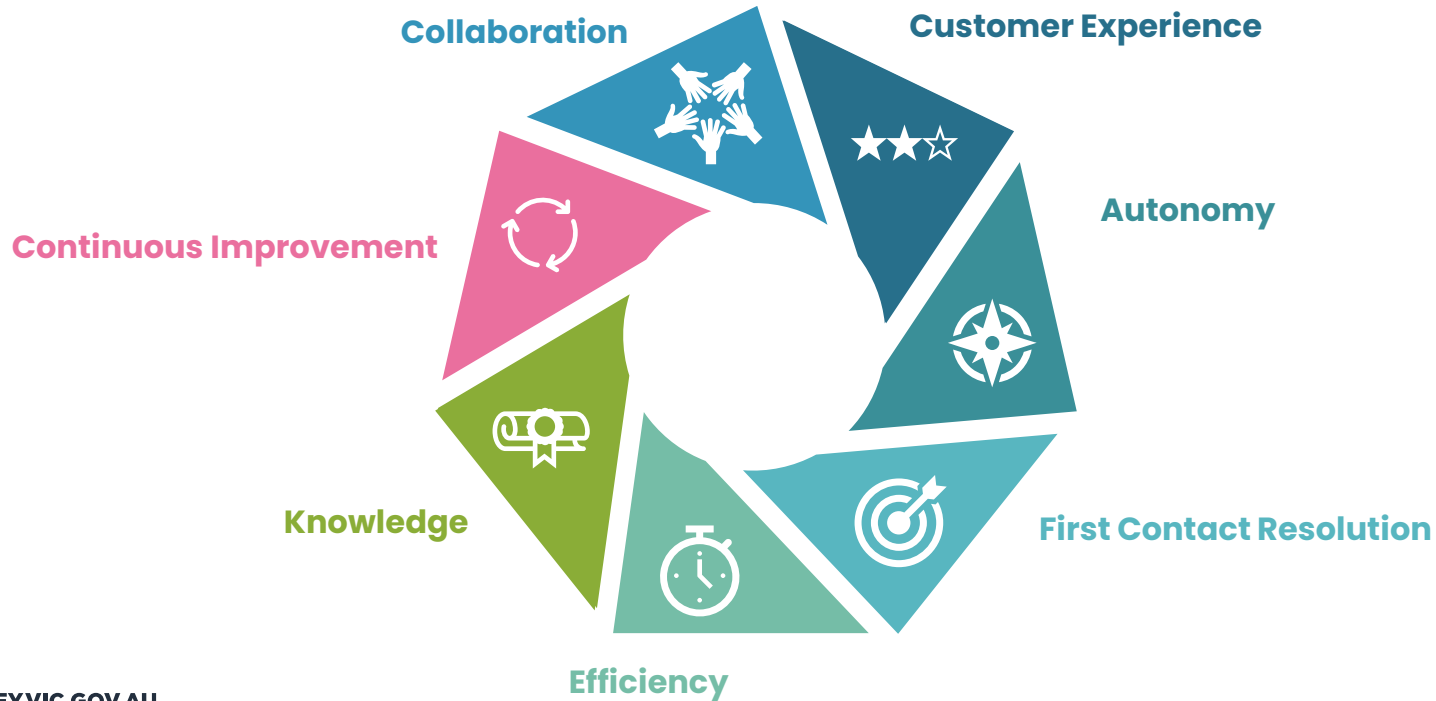 Collaboration
Customer Experience
Autonomy
Continuous Improvement
Knowledge
First Contact Resolution
Efficiency